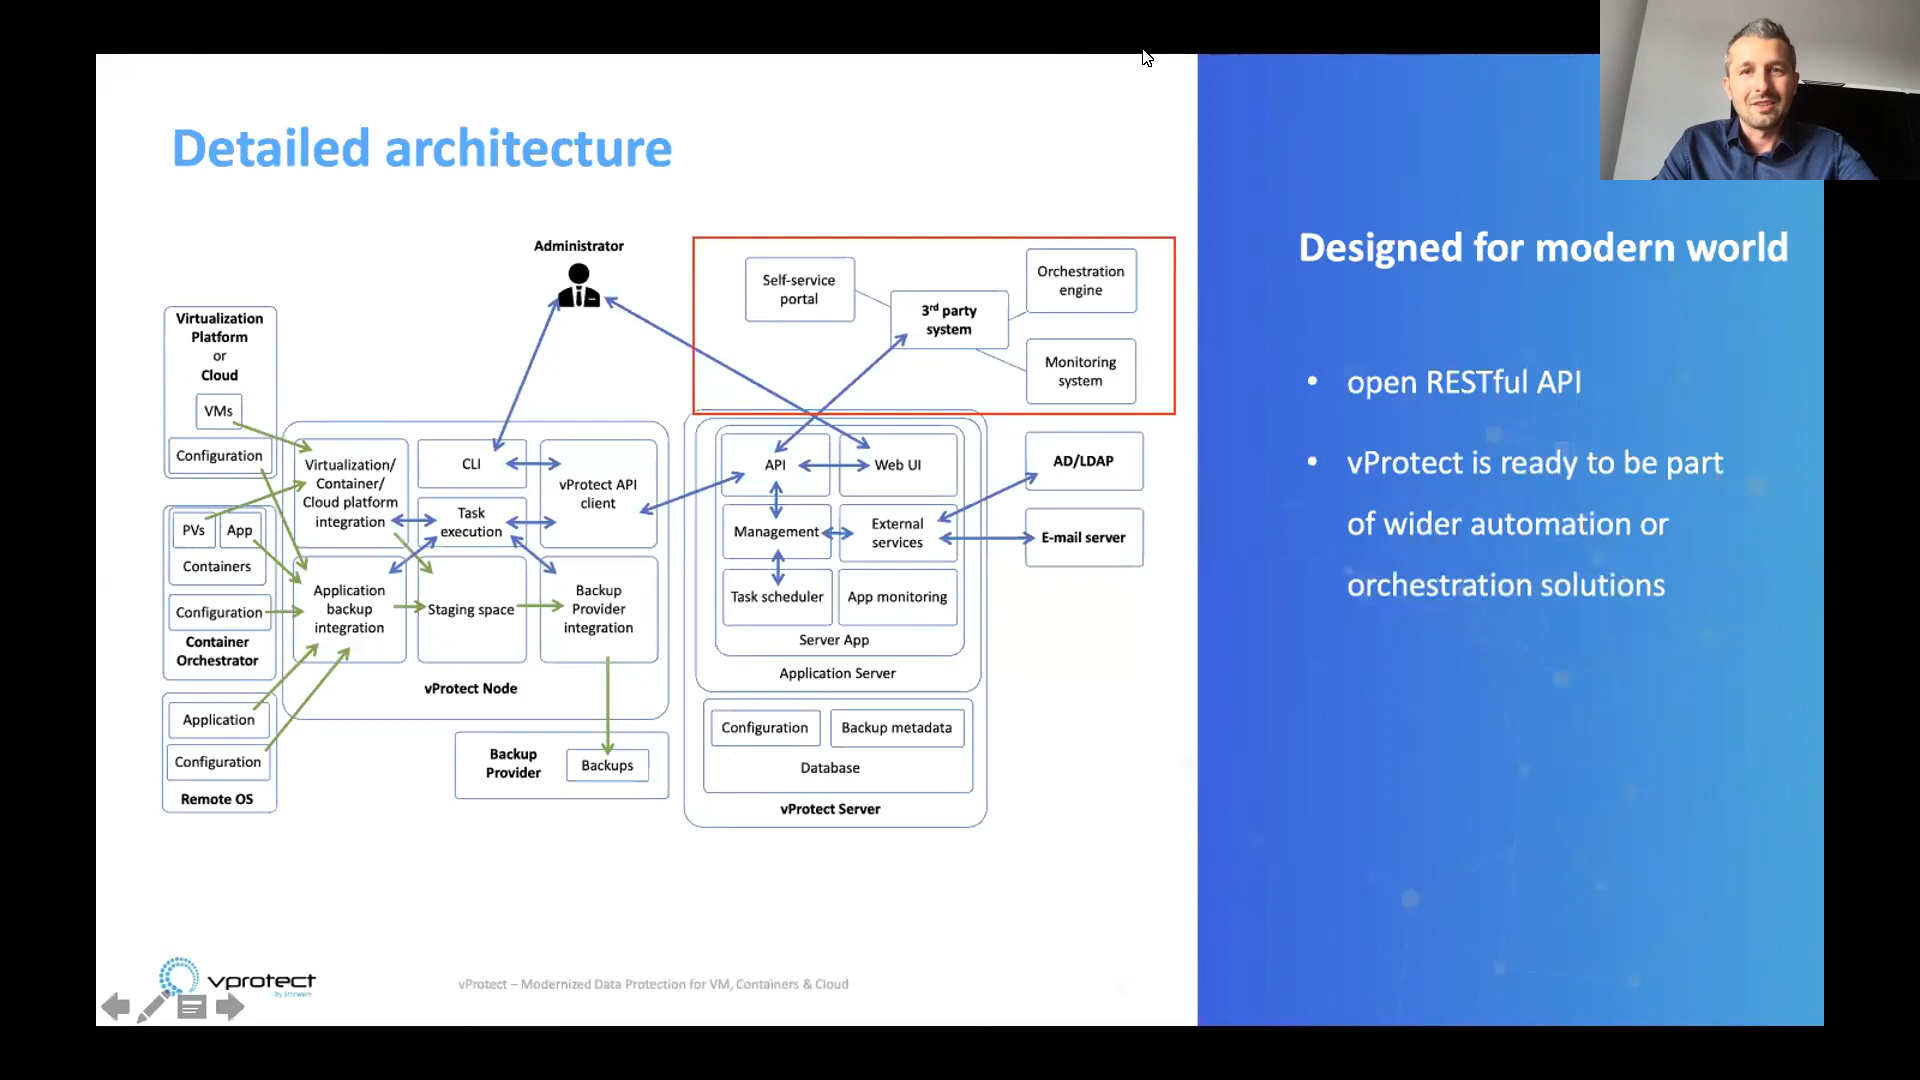 Detailed architecture
Administrator
Self-service
portal
3rd party
system
Orchestration
engine
Monitoring
system
Virtualization
Platform
or
Cloud
VMs
Configuration
PVs
App
Containers
Configuration
Container
Orchestrator
Application
Configuration
Remote OS
Virtualization/
Container/
Cloud platform
integration
CLI
vProtect API
client
Task
execution
Application
backup
integration
Staging space
Backup
Provider
integration
vProtect Node
Backup
Provider
Backups
API
Web UI
Management
External
services
Task scheduler
App monitoring
Server App
Application Server
Configuration
Backup metadata
Database
vProtect Server
AD/LDAP
E-mail server
Designed for modern world
• open RESTful API
• vProtect is ready to be part
of wider automation or
orchestration solutions
vprotect
by Storware
vProtect – Modernized Data Protection for VM, Containers & Cloud